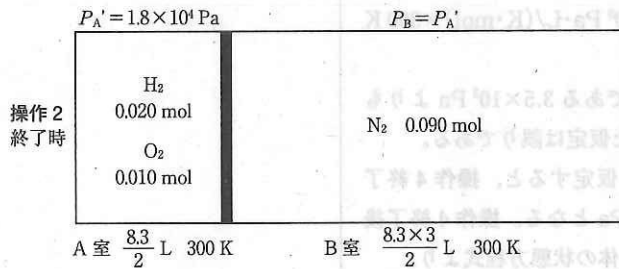 P_A' = 1.8×10⁴ Pa
P_B = P_A'
操作2
終了時
H₂
0.020 mol
O₂
0.010 mol
N₂ 0.090 mol
A室 8.3/2 L 300 K
B室 8.3×3/2 L 300 K